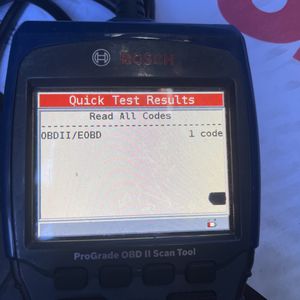 BOSCH
Quick Test Results
Read All Codes
OBDII/EOBD 1 code
ProGrade OBD II Scan Tool